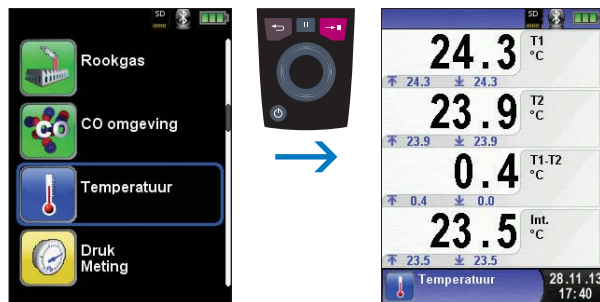 SD
Rookgas
CO
CO omgeving
Temperatuur
Druk
Meting
SD
24.3 T1 °C
24.3 24.3
23.9 T2 °C
23.9 23.9
0.4 T1-T2 °C
0.4 0.0
23.5 Int. °C
23.5 23.5
Temperatuur 28.11.13
17:40